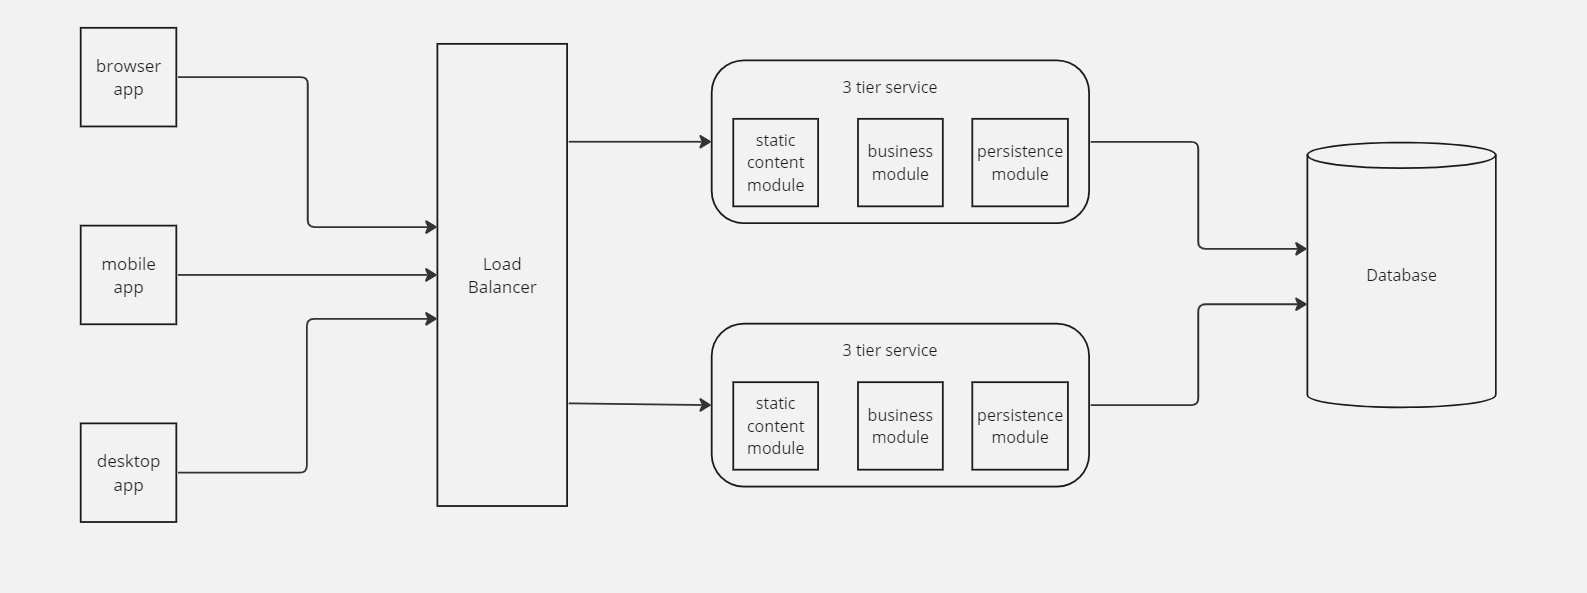 browser
app
mobile
app
desktop
app
Load
Balancer
3 tier service
static
content
module
business
module
persistence
module
3 tier service
static
content
module
business
module
persistence
module
Database